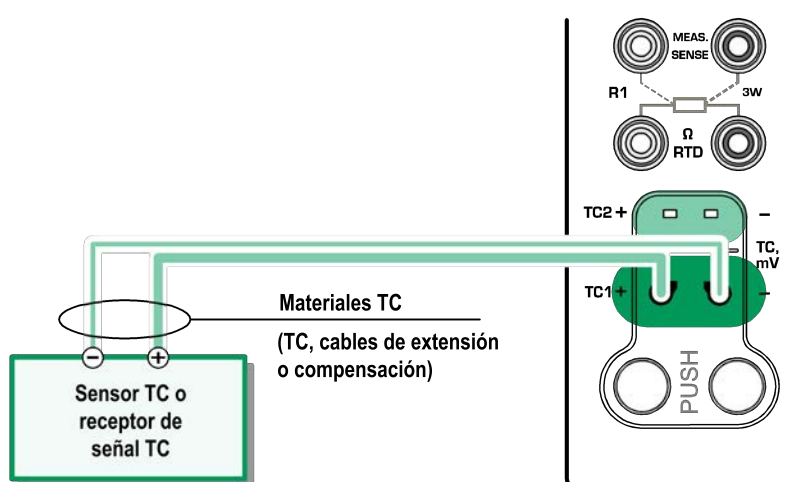 MEAS.
SENSE
R1
3W
Ω
RTD
TC2 +
–
TC,
mV
TC1 +
–
Materiales TC
(TC, cables de extensión
o compensación)
– +
Sensor TC o
receptor de
señal TC
PUSH